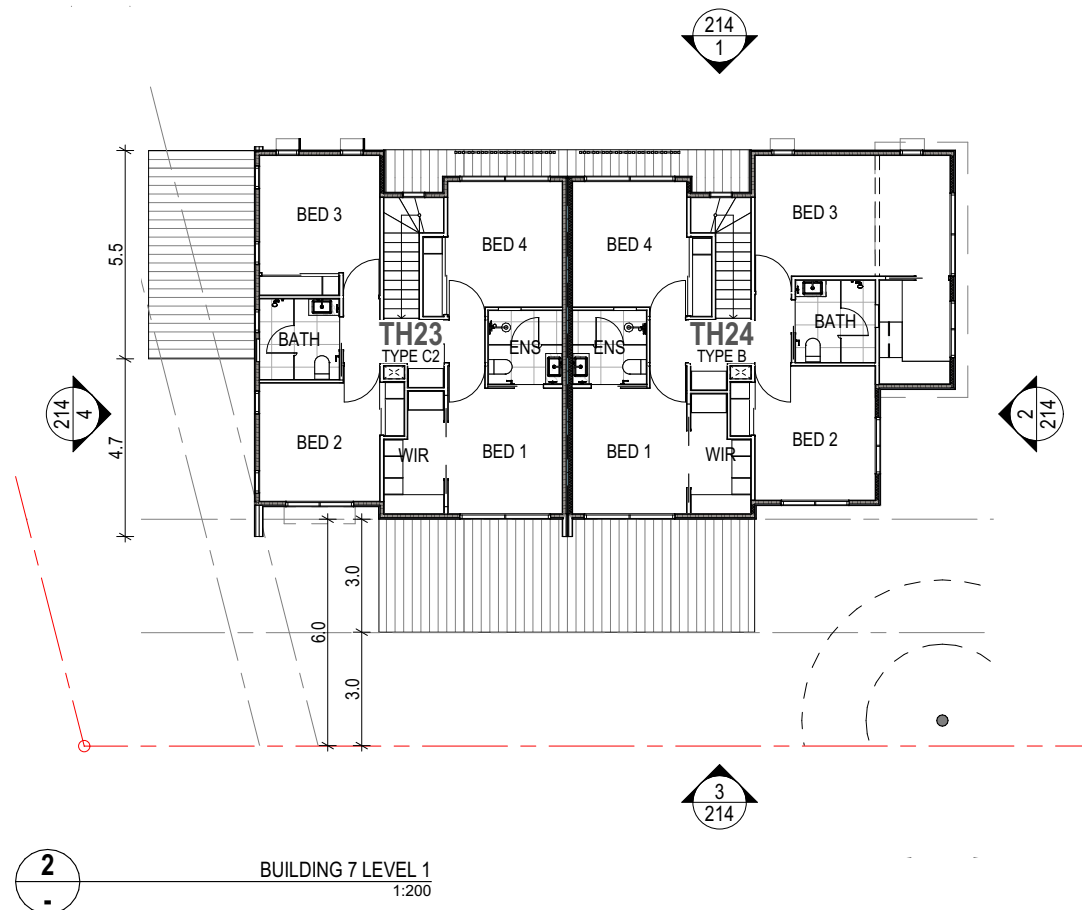 214
1
BED 3
BED 4
BED 4
BED 3
5.5
TH23
TYPE C2
TH24
TYPE B
BATH
ENS
ENS
BATH
214
4
2
214
4.7
BED 2
WIR
BED 1
BED 1
WIR
BED 2
3.0
6.0
3.0
3
214
2
-
BUILDING 7 LEVEL 1
1:200